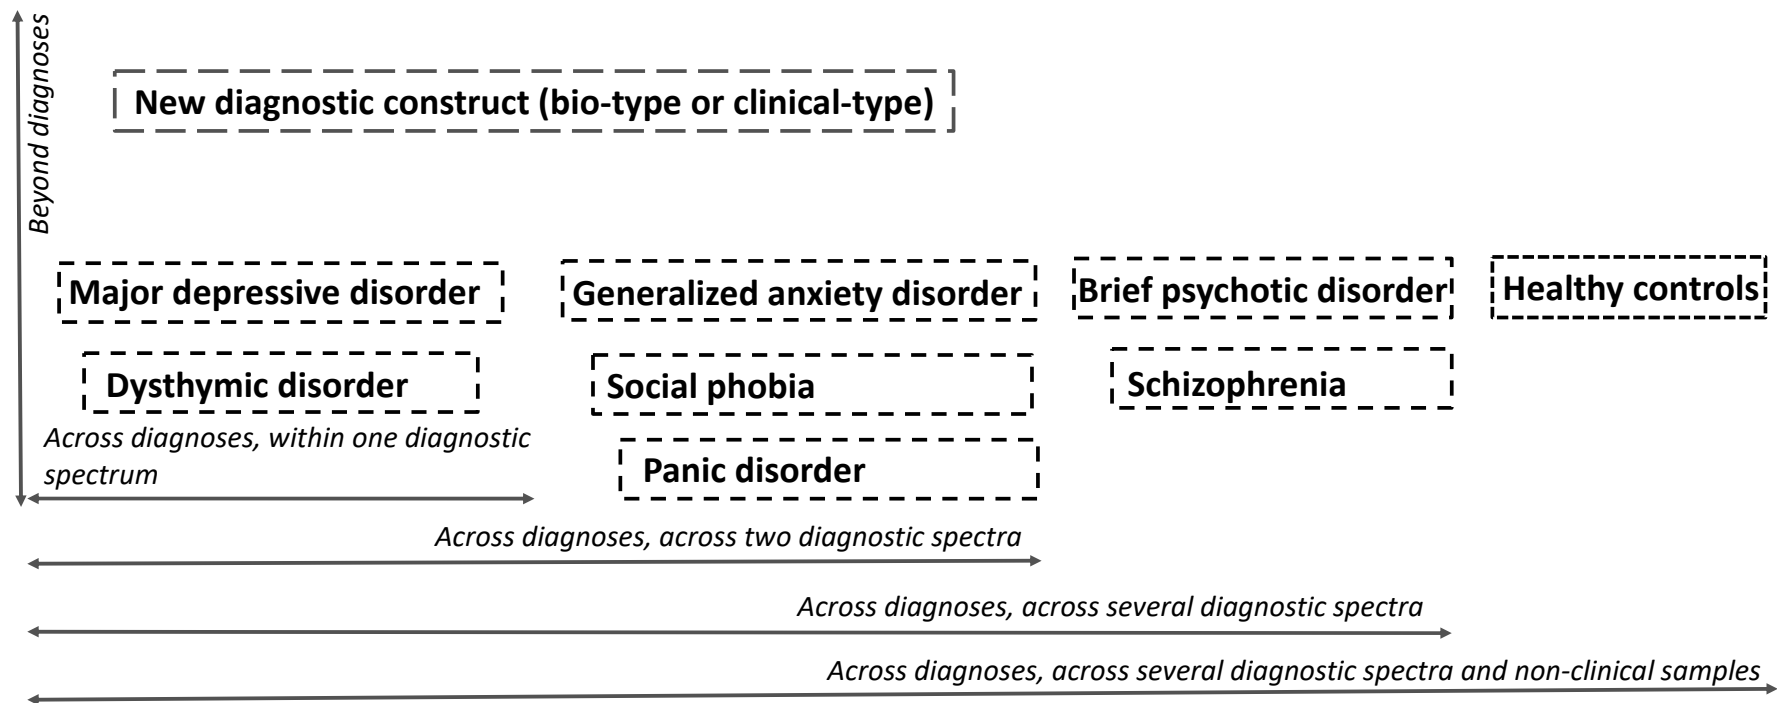 Beyond diagnoses
New diagnostic construct (bio-type or clinical-type)
Major depressive disorder
Generalized anxiety disorder
Brief psychotic disorder
Healthy controls
Dysthymic disorder
Social phobia
Schizophrenia
Across diagnoses, within one diagnostic
spectrum
Panic disorder
Across diagnoses, across two diagnostic spectra
Across diagnoses, across several diagnostic spectra
Across diagnoses, across several diagnostic spectra and non-clinical samples